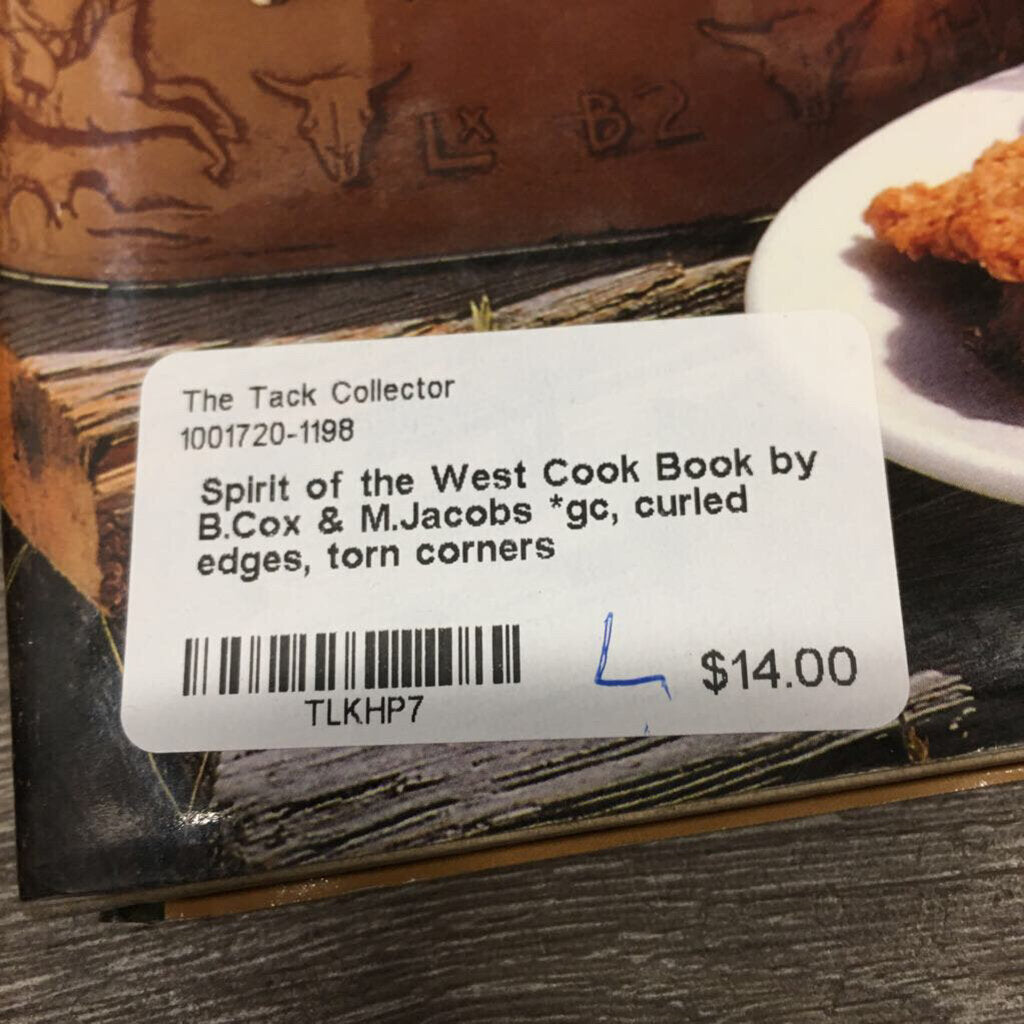 Lx B2
The Tack Collector
1001720-1198
Spirit of the West Cook Book by
B.Cox & M.Jacobs *gc, curled
edges, torn corners
TLKHP7
L
$14.00